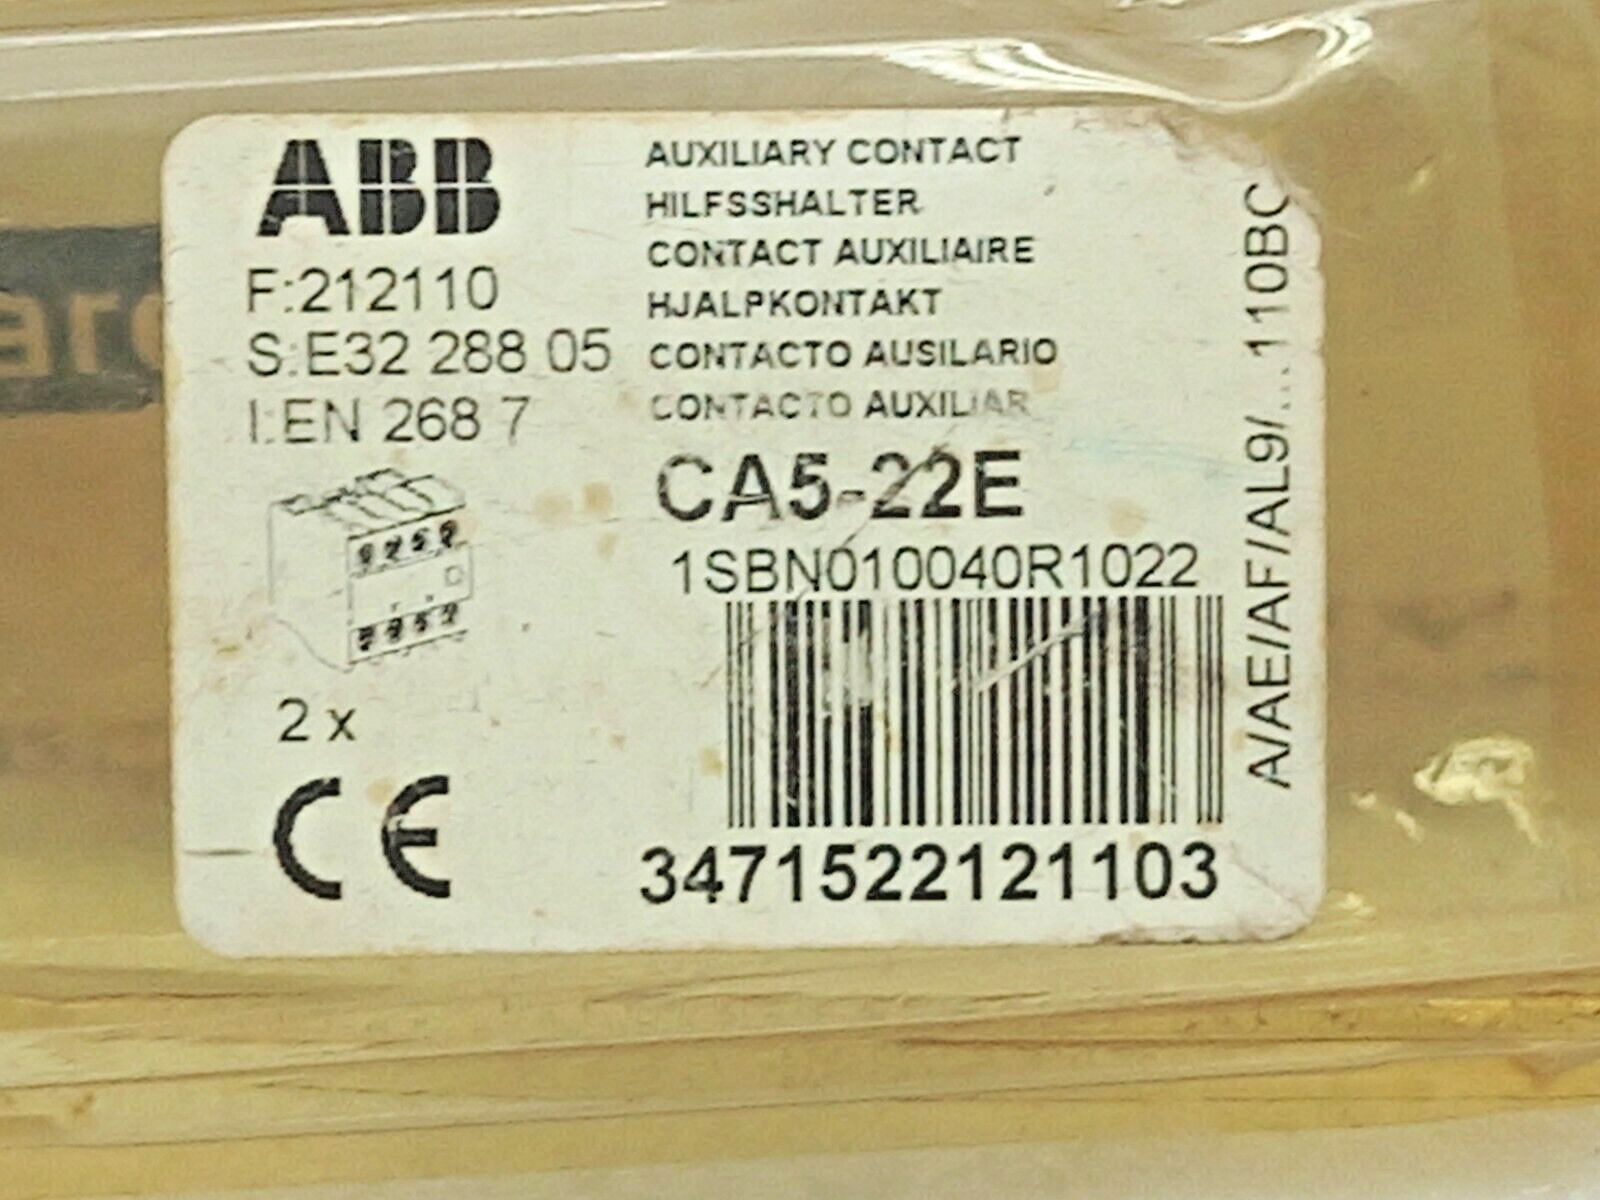 ABB
F:212110
S:E32 288 05
I:EN 268 7
2 x
CE
AUXILIARY CONTACT
HILFSSHALTER
CONTACT AUXILIAIRE
HJALPKONTAKT
CONTACTO AUSILARIO
CONTACTO AUXILIAR
CA5-22E
1SBN010040R1022
3471522121103
A/AE/AF/AL9/...110BC